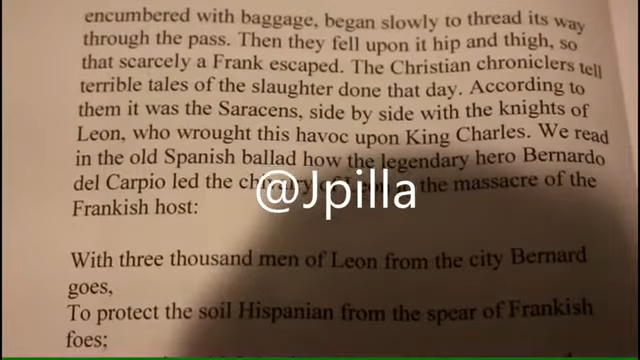 encumbered with baggage, began slowly to thread its way
through the pass. Then they fell upon it hip and thigh, so
that scarcely a Frank escaped. The Christian chroniclers tell
terrible tales of the slaughter done that day. According to
them it was the Saracens, side by side with the knights of
Leon, who wrought this havoc upon King Charles. We read
in the old Spanish ballad how the legendary hero Bernardo
del Carpio led the chivalry of Leon the massacre of the
@Jpilla
Frankish host:
With three thousand men of Leon from the city Bernard
goes,
To protect the soil Hispanian from the spear of Frankish
foes;